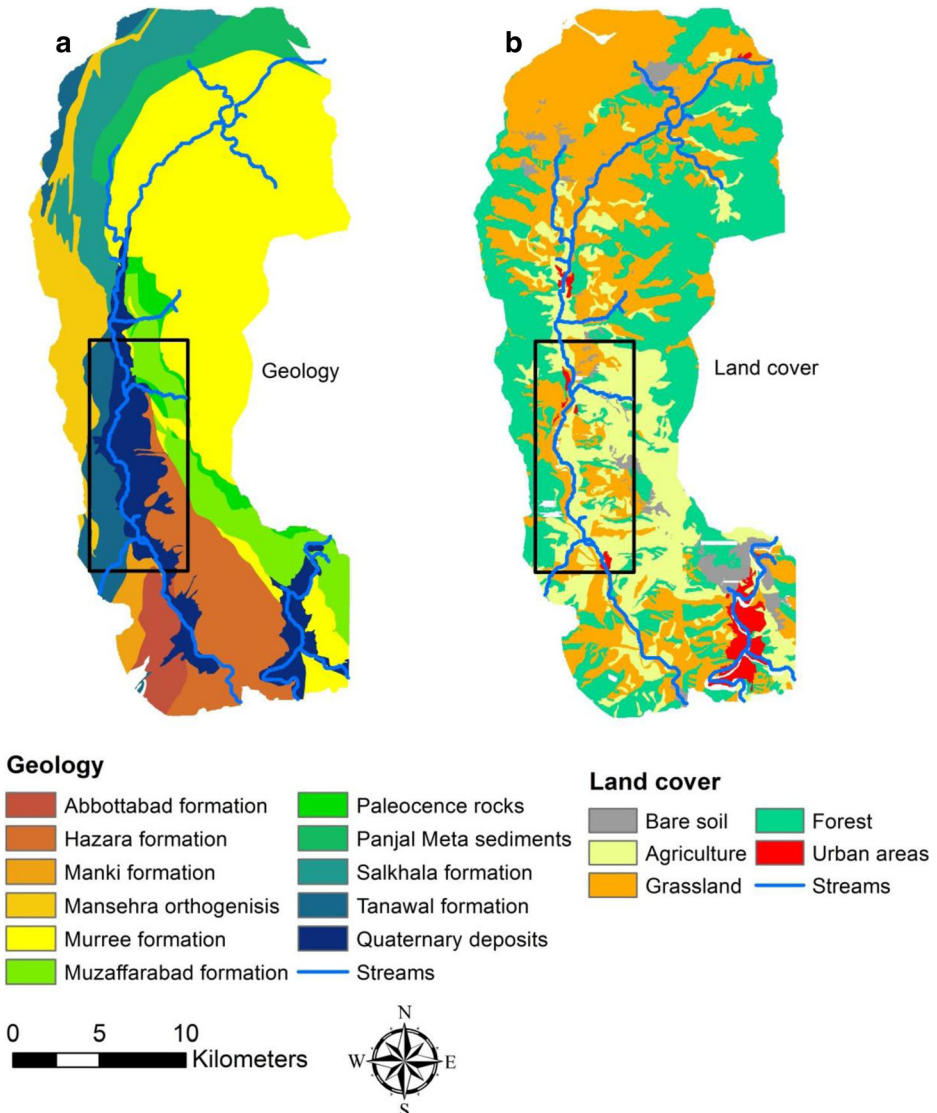 a
b
Geology
Land cover
Geology
Abbottabad formation
Hazara formation
Manki formation
Mansehra orthogenisis
Murree formation
Muzaffarabad formation
Paleocence rocks
Panjal Meta sediments
Salkhala formation
Tanawal formation
Quaternary deposits
Streams
Land cover
Bare soil
Agriculture
Grassland
Forest
Urban areas
Streams
0 5 10
Kilometers
N
W E
S